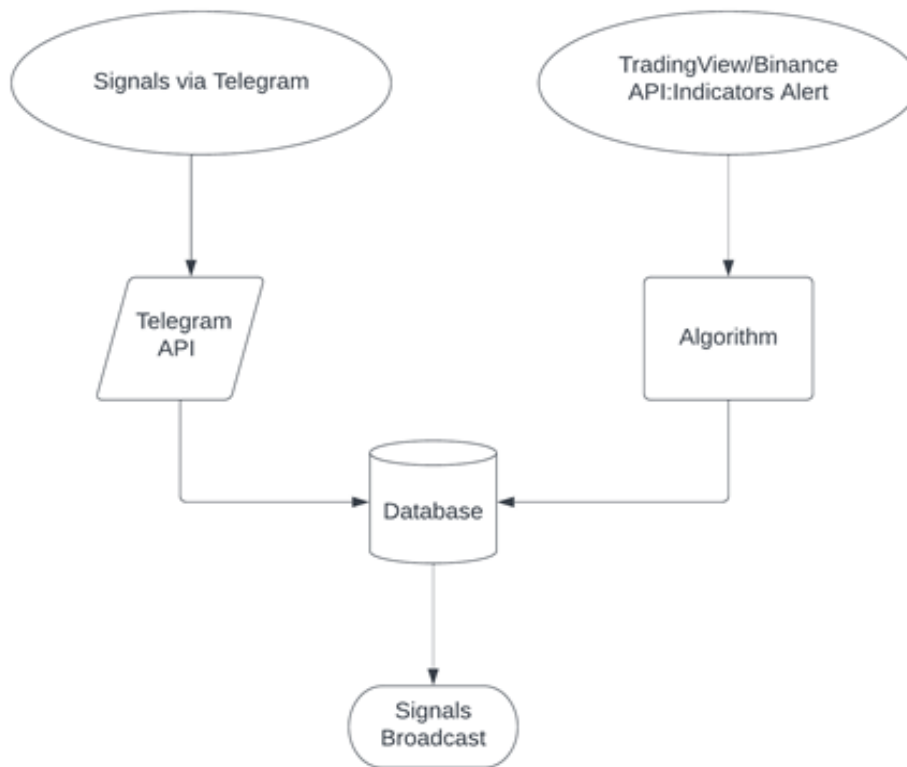 Signals via Telegram
TradingView/Binance
API:Indicators Alert
Telegram
API
Algorithm
Database
Signals
Broadcast